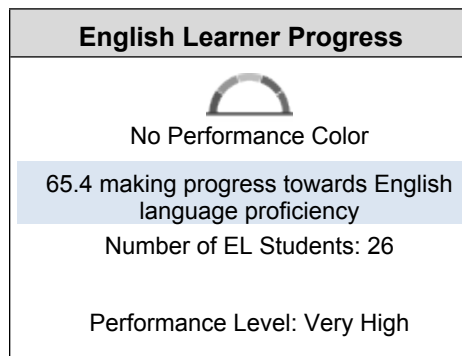 English Learner Progress
No Performance Color
65.4 making progress towards English
language proficiency
Number of EL Students: 26
Performance Level: Very High